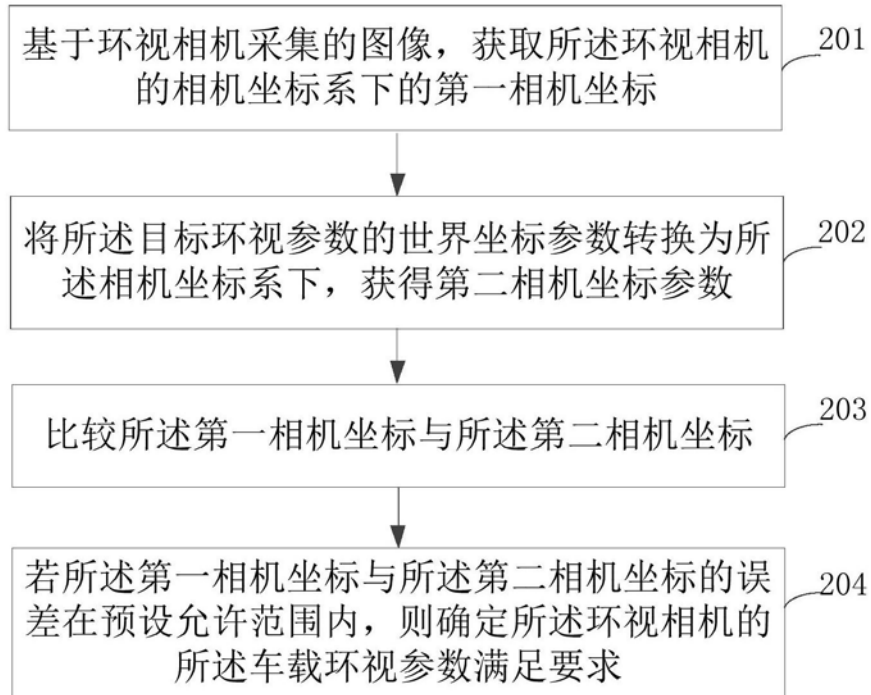 基于环视相机采集的图像，获取所述环视相机
的相机坐标系下的第一相机坐标
201
将所述目标环视参数的世界坐标参数转换为所
述相机坐标系下，获得第二相机坐标参数
202
比较所述第一相机坐标与所述第二相机坐标
203
若所述第一相机坐标与所述第二相机坐标的误
差在预设允许范围内，则确定所述环视相机的
所述车载环视参数满足要求
204